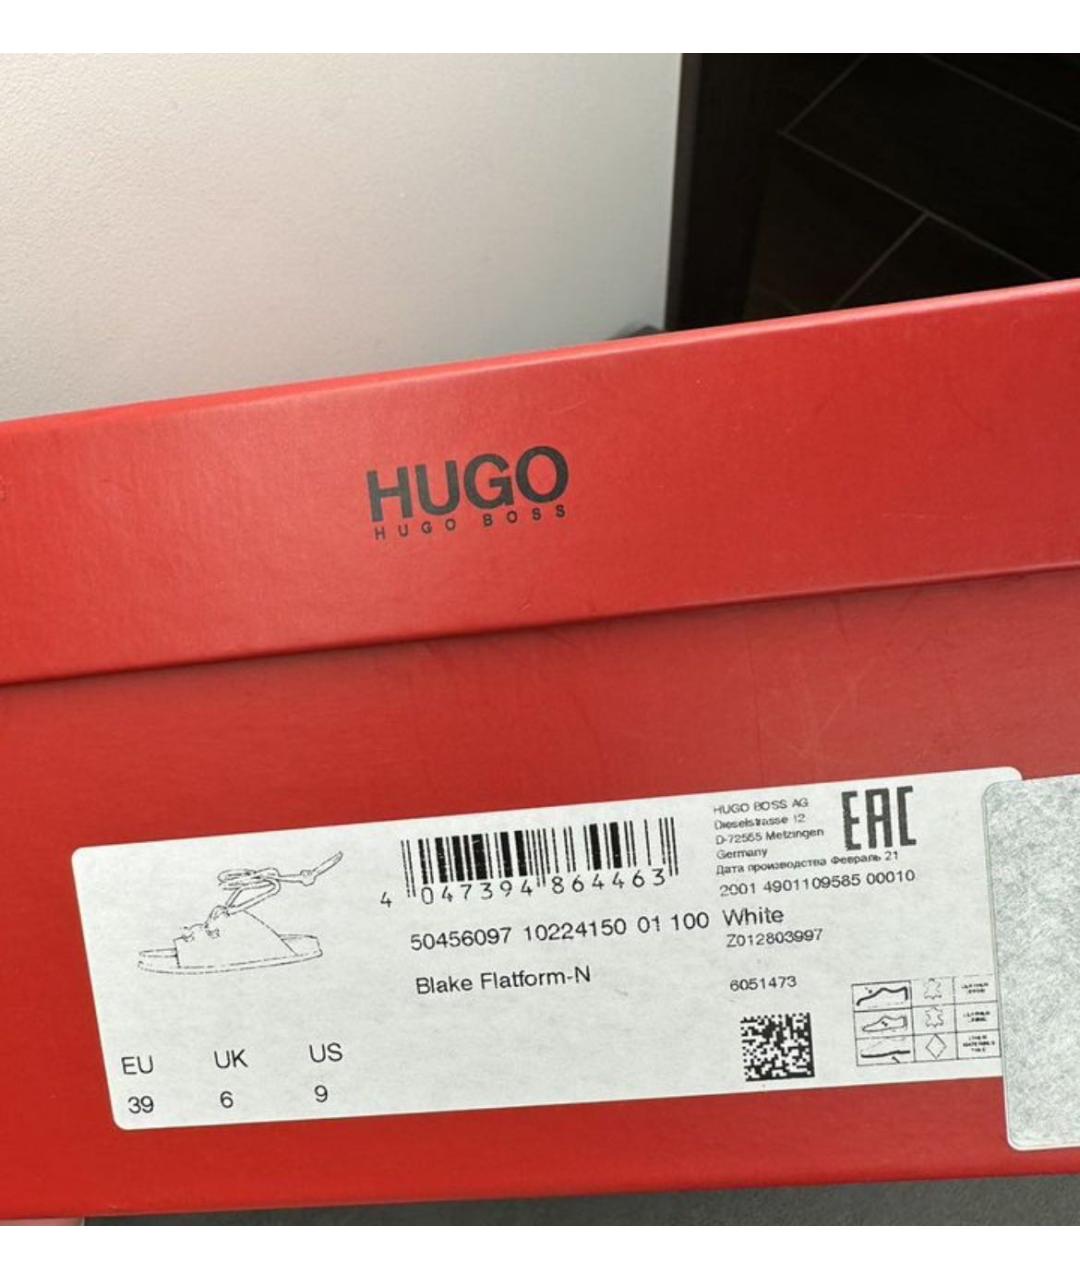 HUGO
HUGO BOSS
4 047394 864463
50456097 10224150 01 100 White
Blake Flatform-N
HUGO BOSS AG
Dieselstrasse 12
D-72555 Metzingen
Germany
Дата производства Февраль 21
2001 4901109585 00010
Z012803997
6051473
EAC
EU UK US
39 6 9